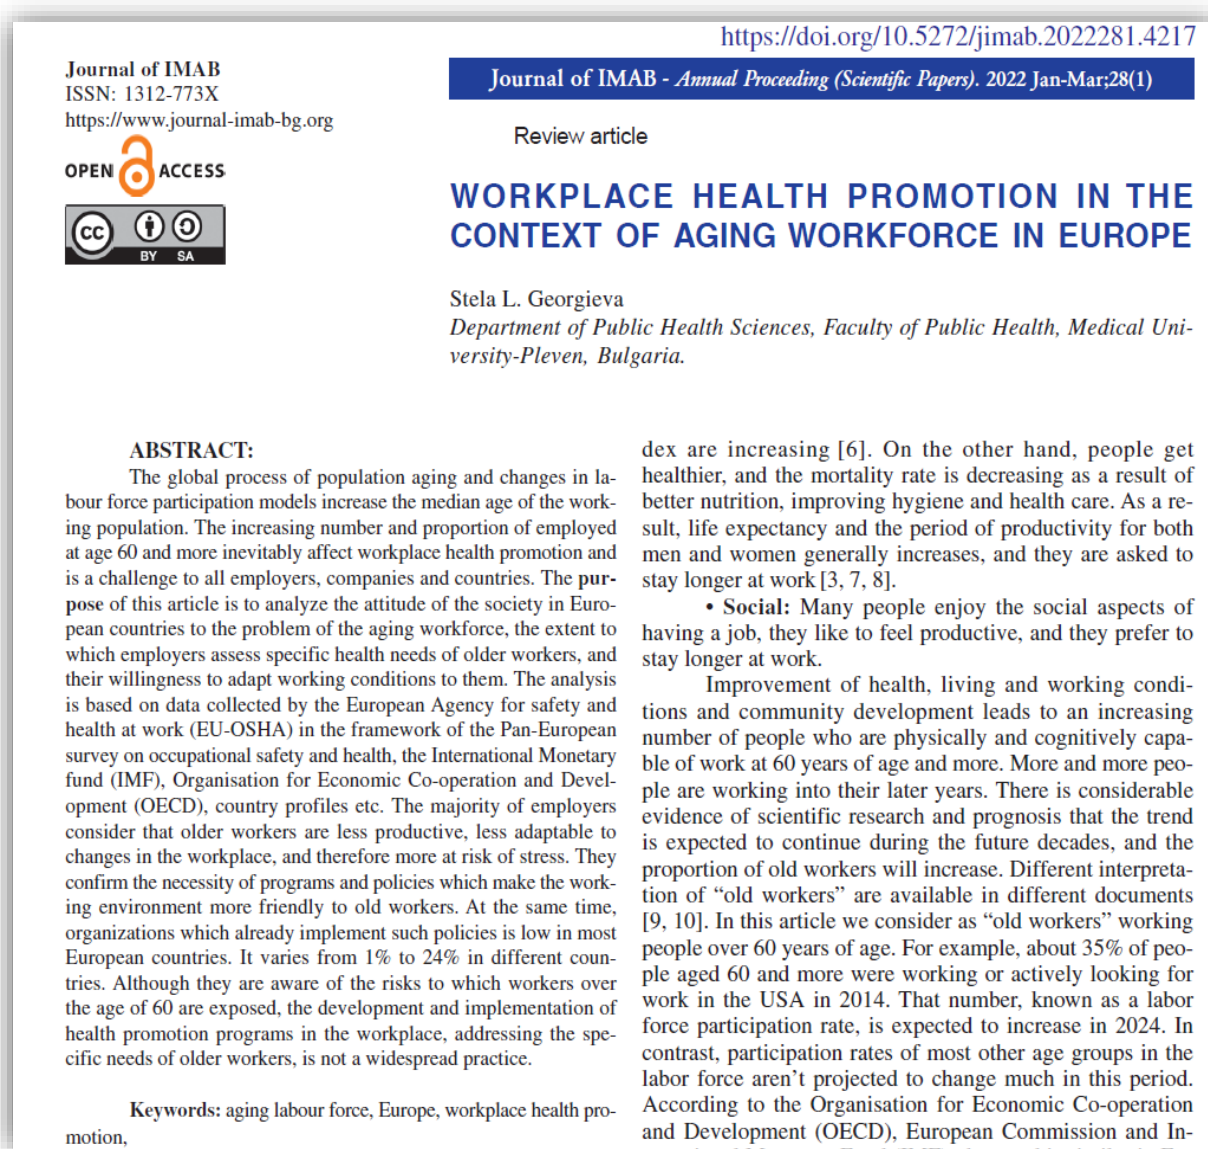 https://doi.org/10.5272/jimab.2022281.4217
Journal of IMAB
ISSN: 1312-773X
https://www.journal-imab-bg.org
OPEN ACCESS
CC BY SA
Journal of IMAB - Annual Proceeding (Scientific Papers). 2022 Jan-Mar;28(1)
Review article
WORKPLACE HEALTH PROMOTION IN THE
CONTEXT OF AGING WORKFORCE IN EUROPE
Stela L. Georgieva
Department of Public Health Sciences, Faculty of Public Health, Medical Uni-
versity-Pleven, Bulgaria.
ABSTRACT:
The global process of population aging and changes in la-
bour force participation models increase the median age of the work-
ing population. The increasing number and proportion of employed
at age 60 and more inevitably affect workplace health promotion and
is a challenge to all employers, companies and countries. The pur-
pose of this article is to analyze the attitude of the society in Euro-
pean countries to the problem of the aging workforce, the extent to
which employers assess specific health needs of older workers, and
their willingness to adapt working conditions to them. The analysis
is based on data collected by the European Agency for safety and
health at work (EU-OSHA) in the framework of the Pan-European
survey on occupational safety and health, the International Monetary
fund (IMF), Organisation for Economic Co-operation and Devel-
opment (OECD), country profiles etc. The majority of employers
consider that older workers are less productive, less adaptable to
changes in the workplace, and therefore more at risk of stress. They
confirm the necessity of programs and policies which make the work-
ing environment more friendly to old workers. At the same time,
organizations which already implement such policies is low in most
European countries. It varies from 1% to 24% in different coun-
tries. Although they are aware of the risks to which workers over
the age of 60 are exposed, the development and implementation of
health promotion programs in the workplace, addressing the spe-
cific needs of older workers, is not a widespread practice.
Keywords: aging labour force, Europe, workplace health pro-
motion,
dex are increasing [6]. On the other hand, people get
healthier, and the mortality rate is decreasing as a result of
better nutrition, improving hygiene and health care. As a re-
sult, life expectancy and the period of productivity for both
men and women generally increases, and they are asked to
stay longer at work [3, 7, 8].
• Social: Many people enjoy the social aspects of
having a job, they like to feel productive, and they prefer to
stay longer at work.
Improvement of health, living and working condi-
tions and community development leads to an increasing
number of people who are physically and cognitively capa-
ble of work at 60 years of age and more. More and more peo-
ple are working into their later years. There is considerable
evidence of scientific research and prognosis that the trend
is expected to continue during the future decades, and the
proportion of old workers will increase. Different interpreta-
tion of “old workers” are available in different documents
[9, 10]. In this article we consider as “old workers” working
people over 60 years of age. For example, about 35% of peo-
ple aged 60 and more were working or actively looking for
work in the USA in 2014. That number, known as a labor
force participation rate, is expected to increase in 2024. In
contrast, participation rates of most other age groups in the
labor force aren’t projected to change much in this period.
According to the Organisation for Economic Co-operation
and Development (OECD), European Commission and In-